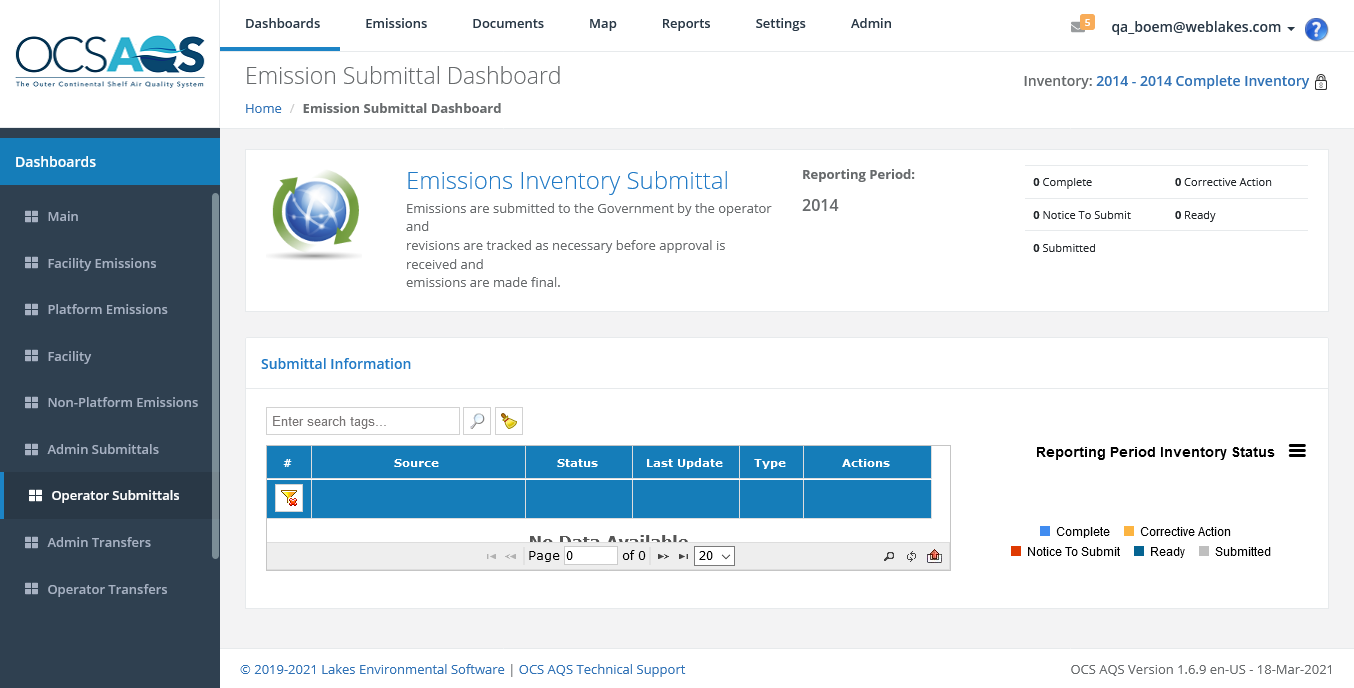 OCSAQS
The Outer Continental Shelf Air Quality System
Dashboards
Emissions
Documents
Map
Reports
Settings
Admin
5
qa_boem@weblakes.com
?
Emission Submittal Dashboard
Home / Emission Submittal Dashboard
Inventory: 2014 - 2014 Complete Inventory
Dashboards
Main
Facility Emissions
Platform Emissions
Facility
Non-Platform Emissions
Admin Submittals
Operator Submittals
Admin Transfers
Operator Transfers
Emissions Inventory Submittal
Emissions are submitted to the Government by the operator
and
revisions are tracked as necessary before approval is
received and
emissions are made final.
Reporting Period:
2014
0 Complete
0 Corrective Action
0 Notice To Submit
0 Ready
0 Submitted
Submittal Information
Enter search tags...
# Source Status Last Update Type Actions
No Data Available
Page 0 of 0 20
Reporting Period Inventory Status
Complete Corrective Action
Notice To Submit Ready Submitted
© 2019-2021 Lakes Environmental Software | OCS AQS Technical Support
OCS AQS Version 1.6.9 en-US - 18-Mar-2021